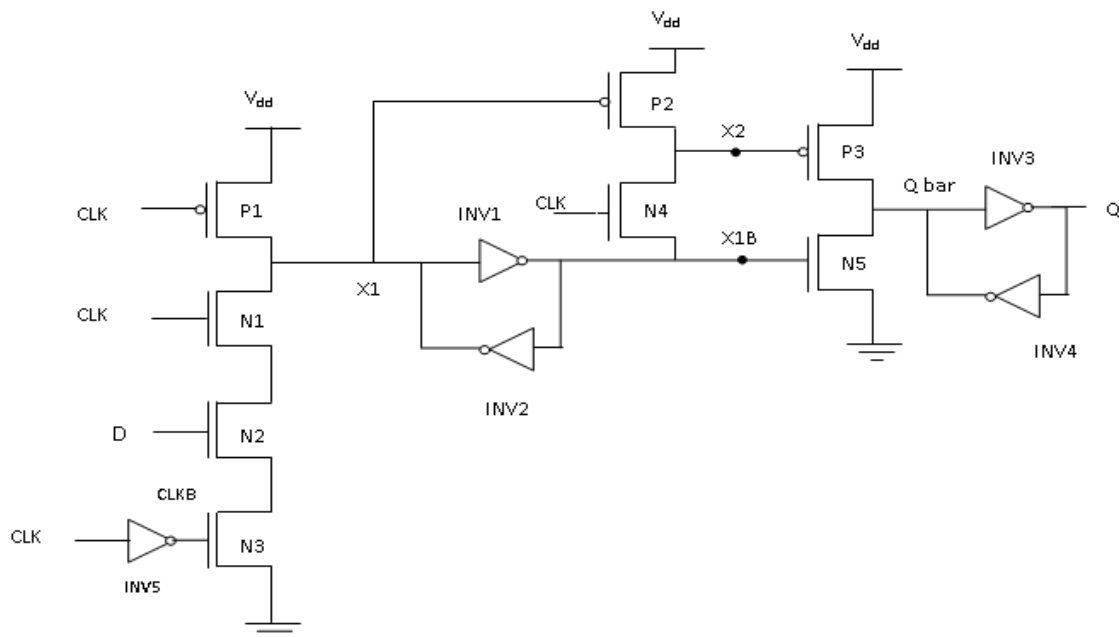 Vdd
Vdd
Vdd
P2
X2
P3
INV3
CLK
P1
Q bar
INV1
CLK
N4
Q
X1B
N5
X1
CLK
N1
INV4
INV2
D
N2
CLKB
CLK
N3
INV5